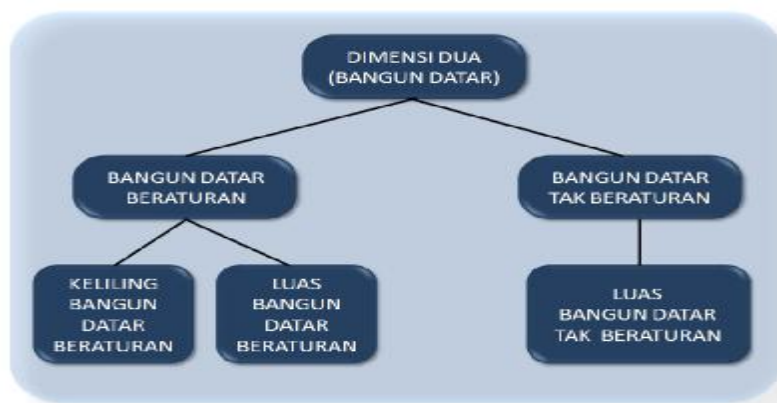 DIMENSI DUA
(BANGUN DATAR)
BANGUN DATAR
BERATURAN
BANGUN DATAR
TAK BERATURAN
KELILING
BANGUN
DATAR
BERATURAN
LUAS
BANGUN
DATAR
BERATURAN
LUAS
BANGUN DATAR
TAK BERATURAN